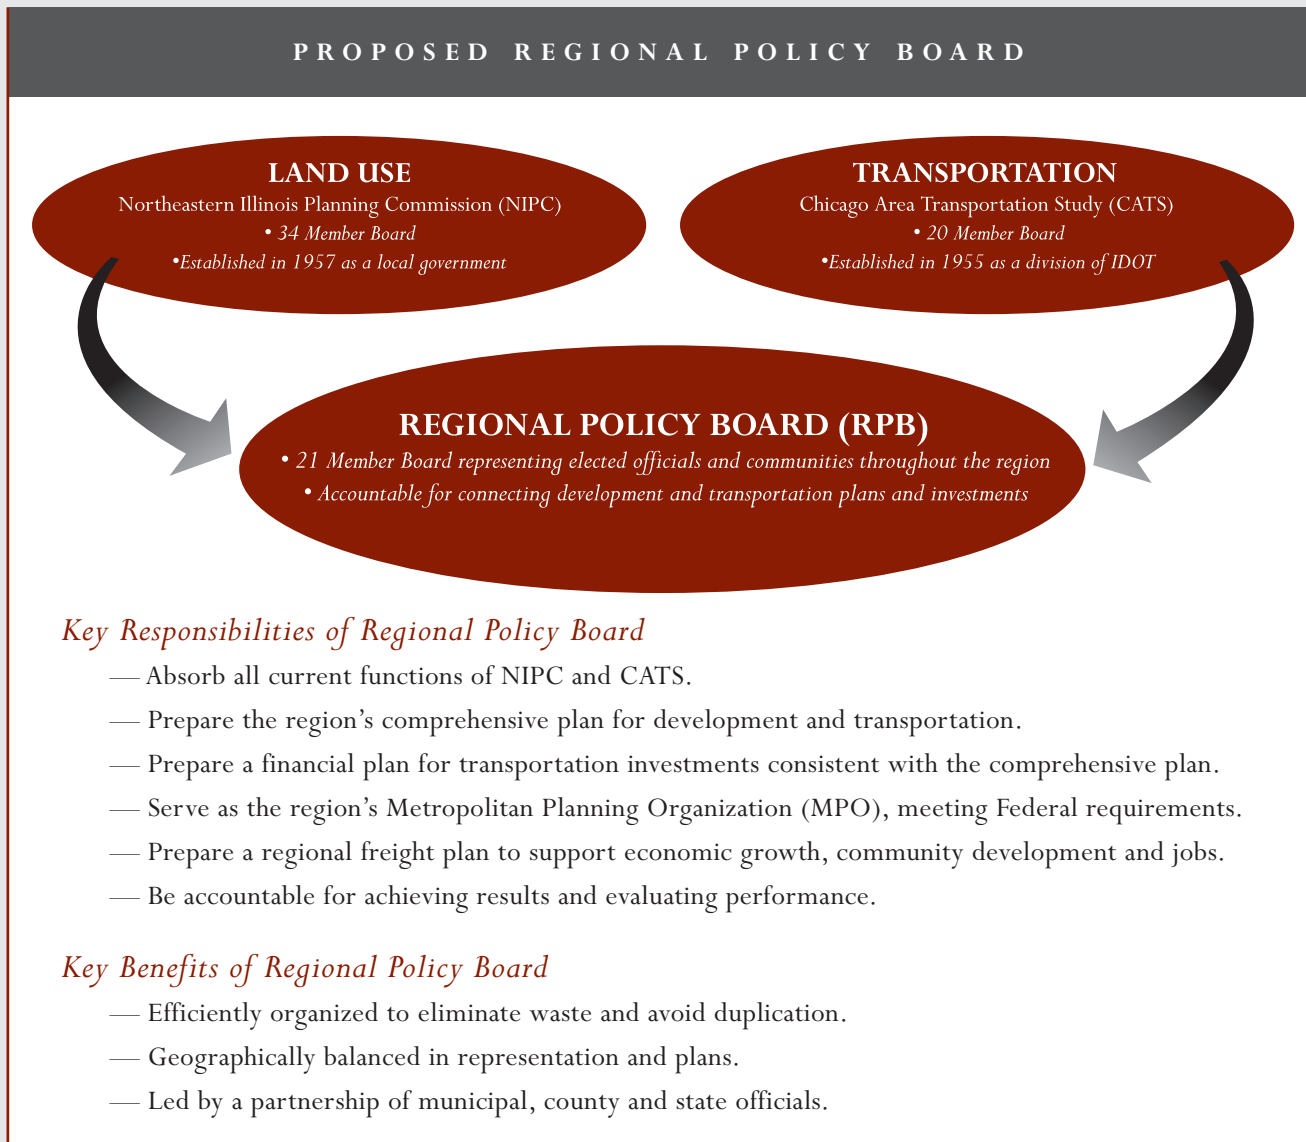 PROPOSED REGIONAL POLICY BOARD
LAND USE
Northeastern Illinois Planning Commission (NIPC)
• 34 Member Board
•Established in 1957 as a local government
TRANSPORTATION
Chicago Area Transportation Study (CATS)
• 20 Member Board
•Established in 1955 as a division of IDOT
REGIONAL POLICY BOARD (RPB)
• 21 Member Board representing elected officials and communities throughout the region
• Accountable for connecting development and transportation plans and investments
Key Responsibilities of Regional Policy Board
— Absorb all current functions of NIPC and CATS.
— Prepare the region’s comprehensive plan for development and transportation.
— Prepare a financial plan for transportation investments consistent with the comprehensive plan.
— Serve as the region’s Metropolitan Planning Organization (MPO), meeting Federal requirements.
— Prepare a regional freight plan to support economic growth, community development and jobs.
— Be accountable for achieving results and evaluating performance.
Key Benefits of Regional Policy Board
— Efficiently organized to eliminate waste and avoid duplication.
— Geographically balanced in representation and plans.
— Led by a partnership of municipal, county and state officials.